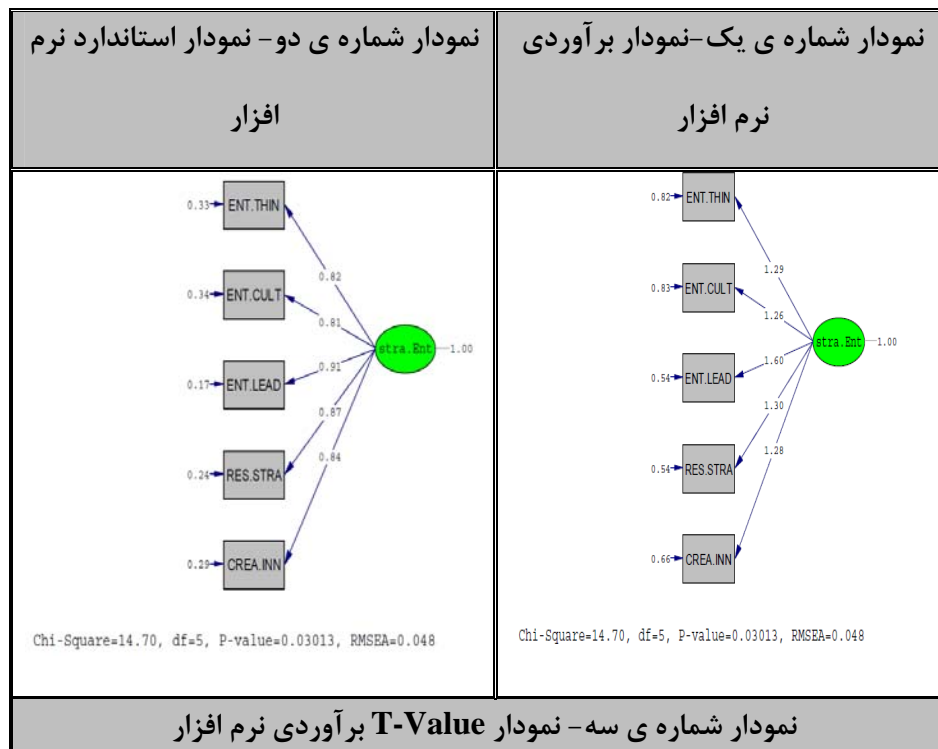 نمودار شماره ی یک-نمودار برآوردی
نرم افزار
نمودار شماره ی دو- نمودار استاندارد نرم
افزار
0.82
ENT.THIN
1.29
0.83
ENT.CULT
1.26
0.54
ENT.LEAD
1.60
stra.Ent
1.00
1.30
0.54
RES.STRA
1.28
0.66
CREA.INN
Chi-Square=14.70, df=5, P-value=0.03013, RMSEA=0.048
0.33
ENT.THIN
0.82
0.34
ENT.CULT
0.81
0.17
ENT.LEAD
0.91
stra.Ent
1.00
0.87
0.24
RES.STRA
0.84
0.29
CREA.INN
Chi-Square=14.70, df=5, P-value=0.03013, RMSEA=0.048
نمودار شماره ی سه- نمودار T-Value برآوردی نرم افزار